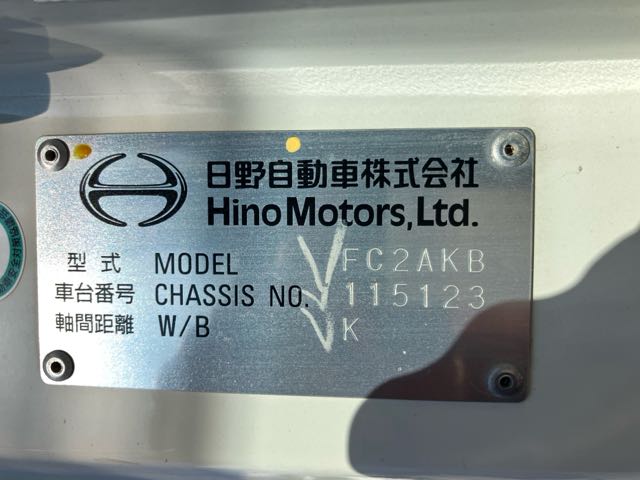 日野自動車株式会社
Hino Motors, Ltd.
型式 MODEL FC2AKB
車台番号 CHASSIS NO. 115123
軸間距離 W/B K